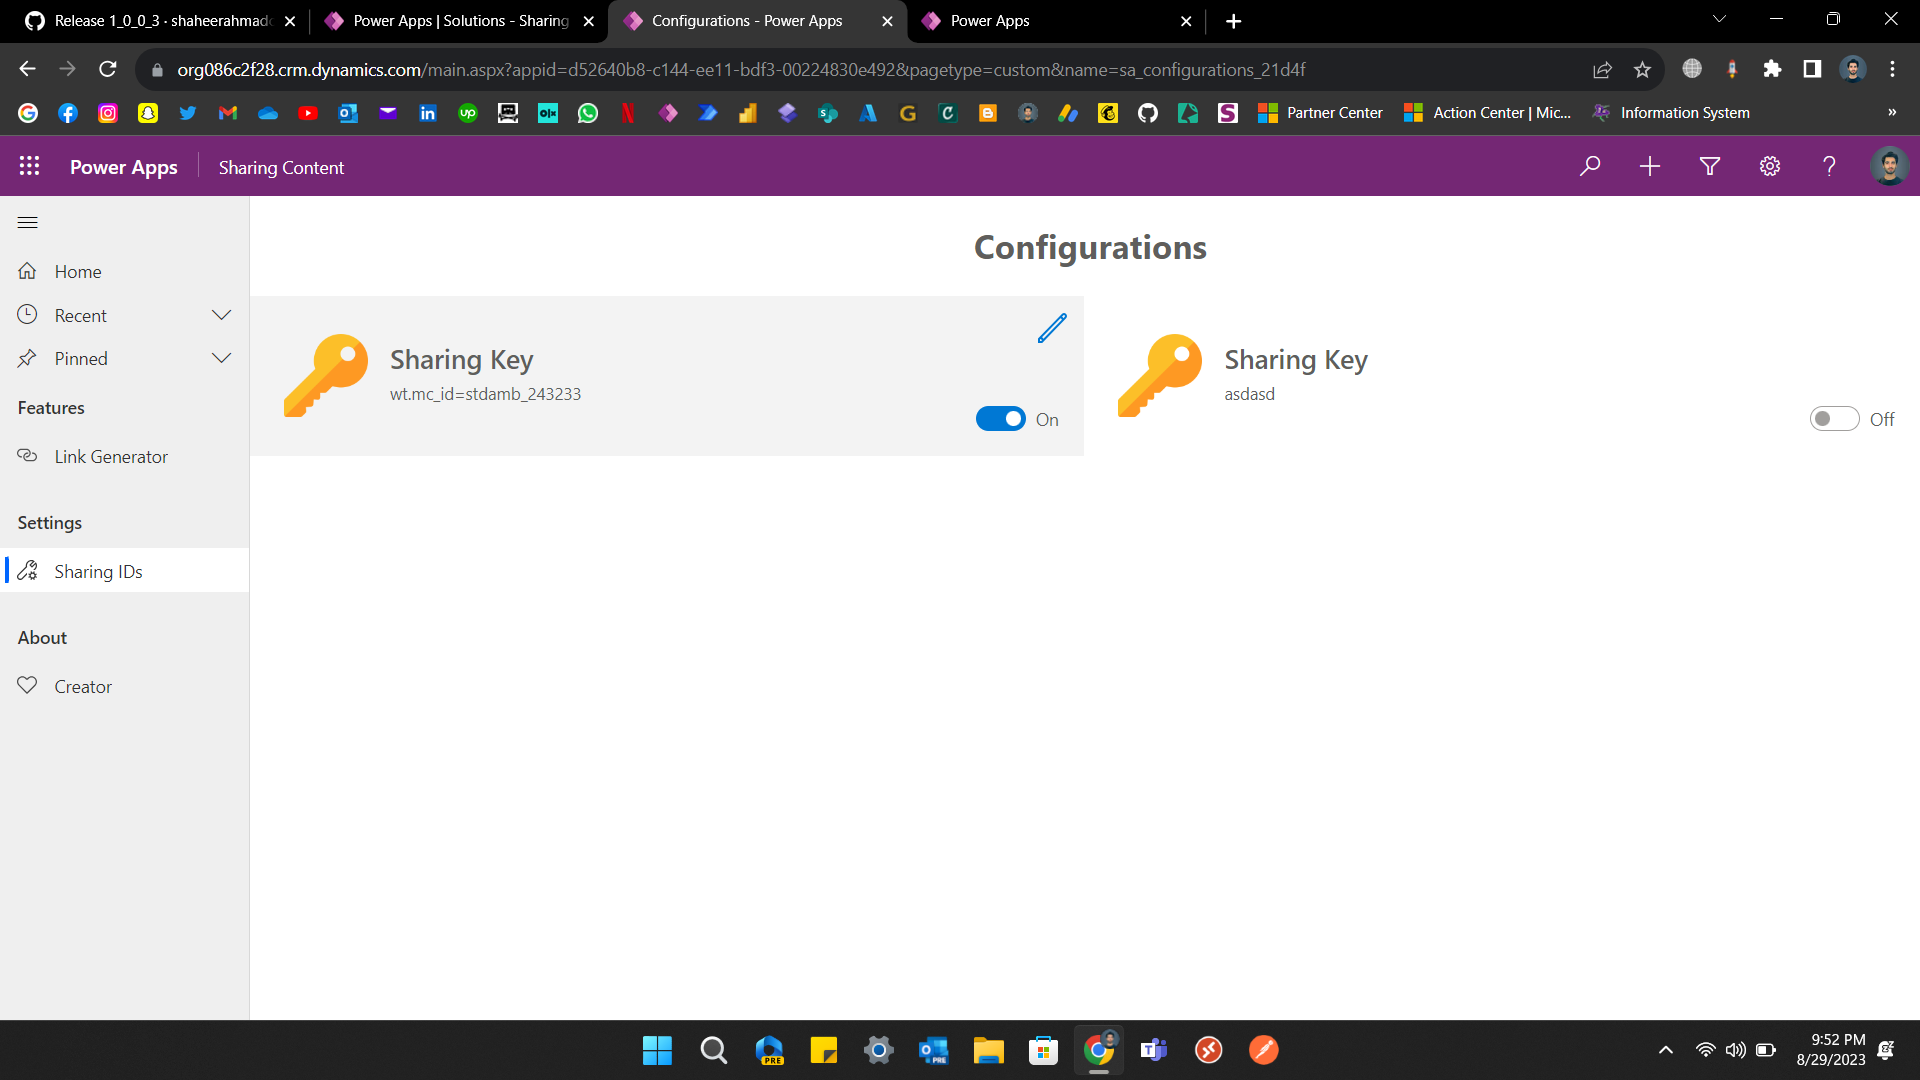 Release 1_0_0_3 · shaheerahmadc
Power Apps | Solutions - Sharing
Configurations - Power Apps
Power Apps
org086c2f28.crm.dynamics.com/main.aspx?appid=d52640b8-c144-ee11-bdf3-00224830e492&pagetype=custom&name=sa_configurations_21d4f
Partner Center
Action Center | Mic...
Information System
»
Power Apps
Sharing Content
Home
Recent
Pinned
Features
Link Generator
Settings
Sharing IDs
About
Creator
Configurations
Sharing Key
wt.mc_id=stdamb_243233
On
Sharing Key
asdasd
Off
9:52 PM
8/29/2023